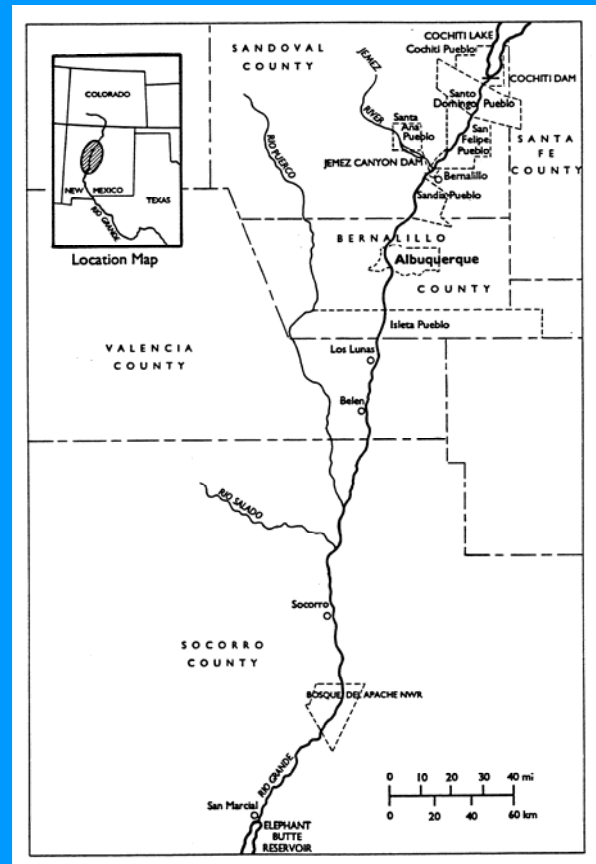 COCHITI LAKE
Cochiti Pueblo
SANDOVAL
COUNTY
JEMEZ
RIVER
COCHITI DAM
COLORADO
Santo
Domingo Pueblo
Santa
Ana
Pueblo
San
Felipe
Pueblo
SANTA
FE
COUNTY
RIO PUERCO
JEMEZ CANYON DAM
Bernalillo
NEW MEXICO
TEXAS
RIO GRANDE
Sandia Pueblo
Location Map
BERNALILLO
Albuquerque
COUNTY
Isleta Pueblo
VALENCIA
COUNTY
Los Lunas
Belen
RIO SALADO
Socorro
SOCORRO
COUNTY
BOSQUE DEL APACHE NWR
RIO GRANDE
0 10 20 30 40 mi
0 20 40 60 km
San Marcial
ELEPHANT
BUTTE
RESERVOIR